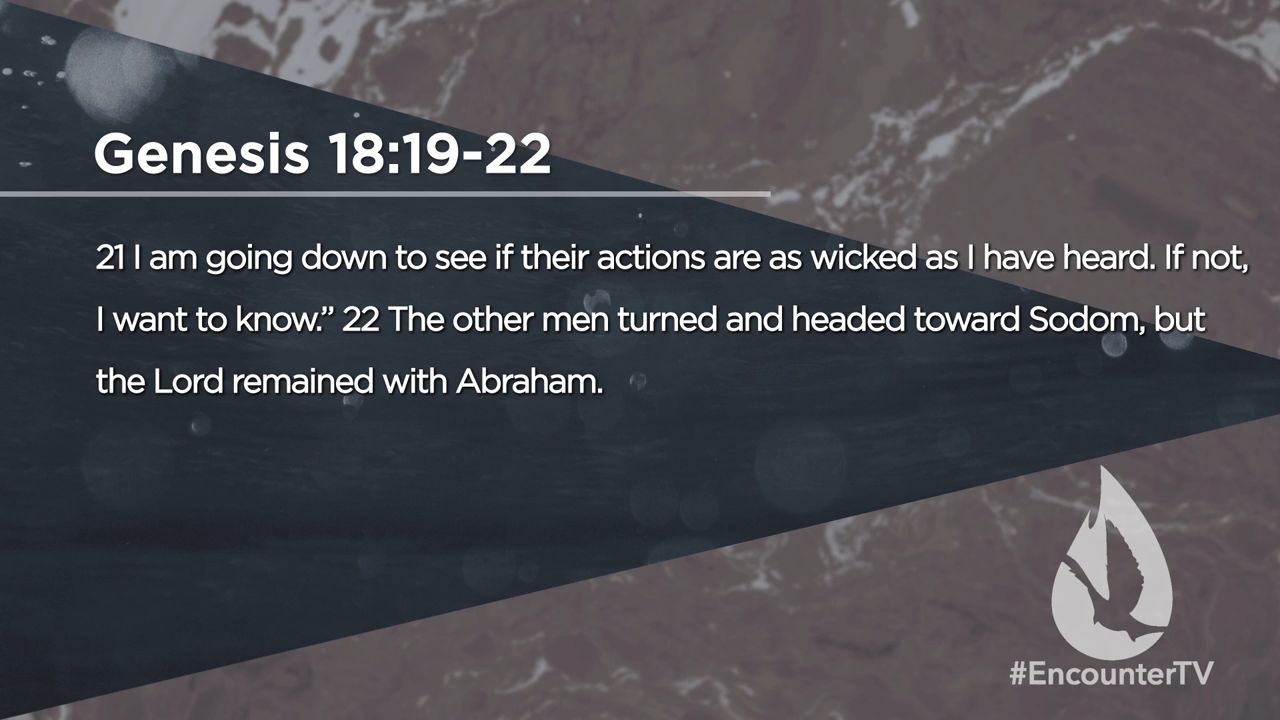 Genesis 18:19-22
21 I am going down to see if their actions are as wicked as I have heard. If not,
I want to know.” 22 The other men turned and headed toward Sodom, but
the Lord remained with Abraham.
#EncounterTV